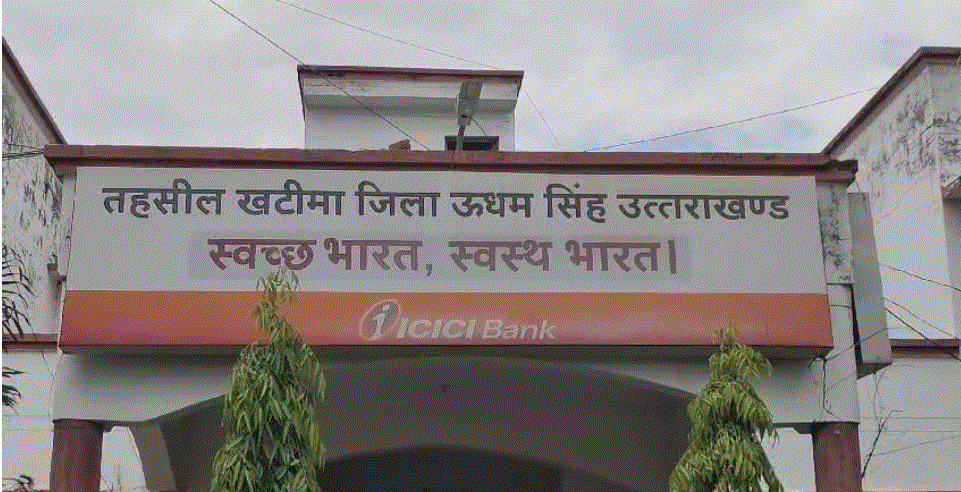 तहसील खटीमा जिला ऊधम सिंह उत्तराखण्ड
स्वच्छ भारत, स्वस्थ भारत।
ICICI Bank